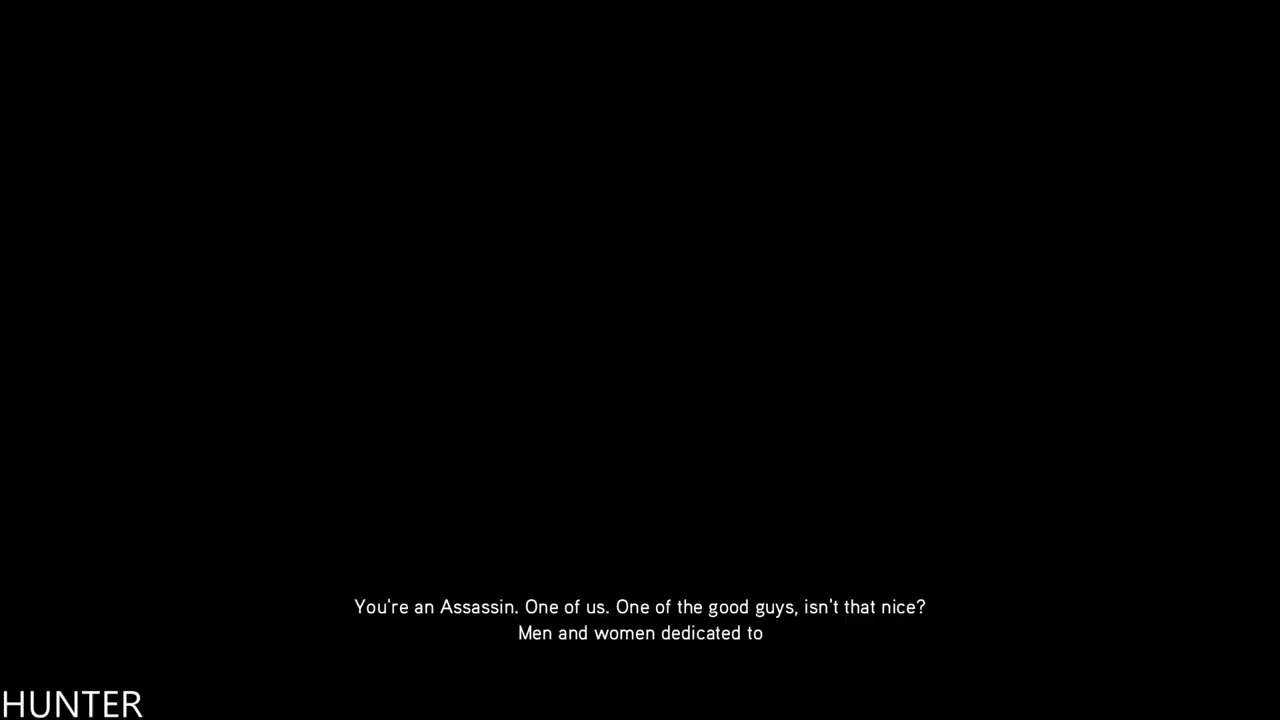 You're an Assassin. One of us. One of the good guys, isn't that nice?
Men and women dedicated to
HUNTER